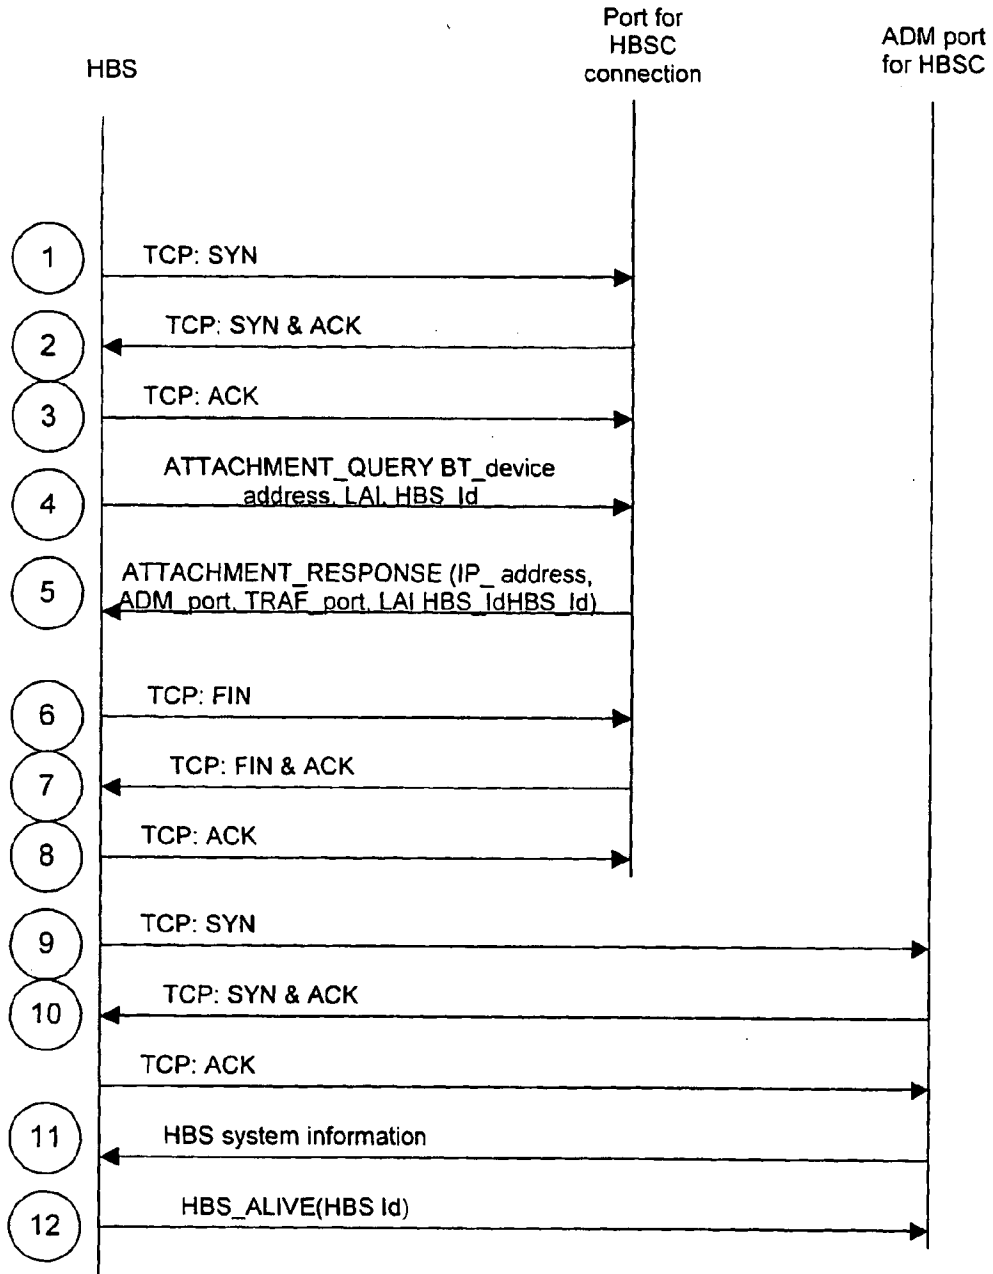 Port for
HBSC
connection
ADM port
for HBSC
HBS
1
TCP: SYN
2
TCP: SYN & ACK
3
TCP: ACK
4
ATTACHMENT_QUERY BT_device
address, LAI, HBS_Id
5
ATTACHMENT_RESPONSE (IP_ address,
ADM_port, TRAF_port, LAI HBS_IdHBS_Id)
6
TCP: FIN
7
TCP: FIN & ACK
8
TCP: ACK
9
TCP: SYN
10
TCP: SYN & ACK
TCP: ACK
11
HBS system information
12
HBS_ALIVE(HBS Id)